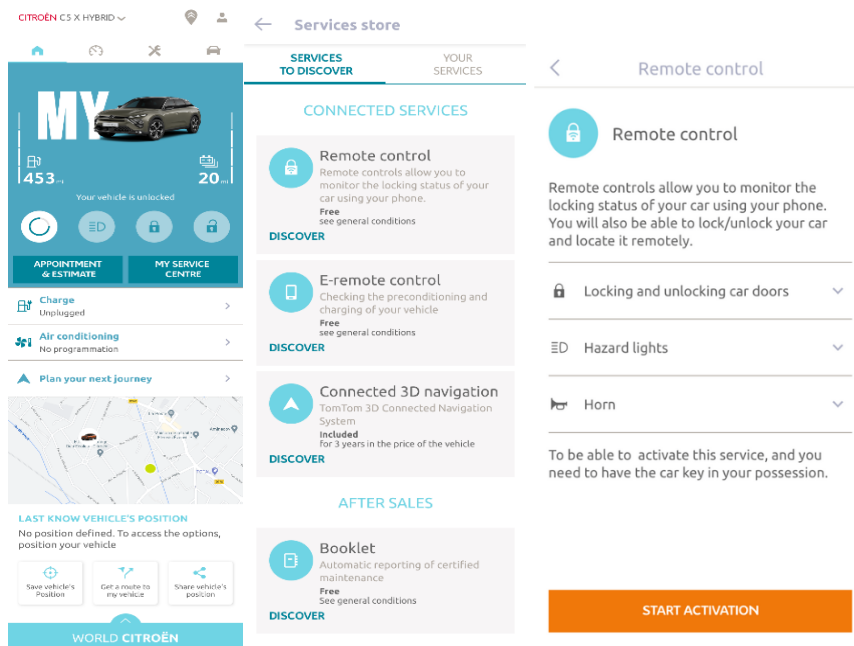 CITROËN C5 X HYBRID
MY
453 mi
20 mi
Your vehicle is unlocked
APPOINTMENT
& ESTIMATE
MY SERVICE
CENTRE
Charge
Unplugged
Air conditioning
No programmation
Plan your next journey
TOTAL
LAST KNOW VEHICLE'S POSITION
No position defined. To access the options,
position your vehicle
Save vehicle's
Position
Get a route to
my vehicle
Share vehicle's
position
WORLD CITROËN
Services store
SERVICES
TO DISCOVER
YOUR
SERVICES
CONNECTED SERVICES
Remote control
Remote controls allow you to
monitor the locking status of your
car using your phone.
Free
see general conditions
DISCOVER
E-remote control
Checking the preconditioning and
charging of your vehicle
Free
see general conditions
DISCOVER
Connected 3D navigation
TomTom 3D Connected Navigation
System
Included
for 3 years in the price of the vehicle
DISCOVER
AFTER SALES
Booklet
Automatic reporting of certified
maintenance
Free
See general conditions
DISCOVER
Remote control
Remote control
Remote controls allow you to monitor the
locking status of your car using your phone.
You will also be able to lock/unlock your car
and locate it remotely.
Locking and unlocking car doors
Hazard lights
Horn
To be able to activate this service, and you
need to have the car key in your possession.
START ACTIVATION